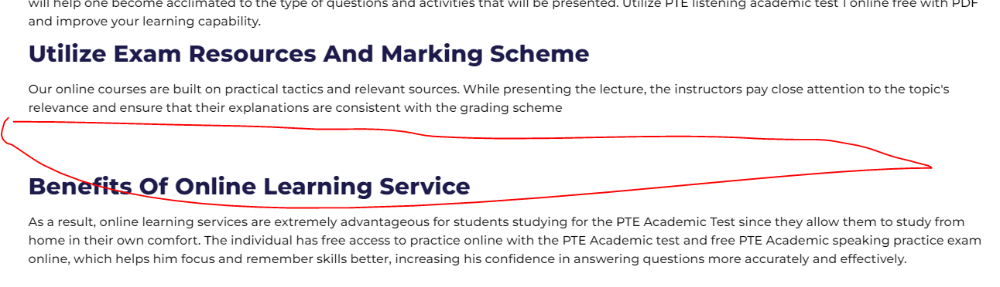 will help one become acclimated to the type of questions and activities that will be presented. Utilize PTE listening academic test 1 online free with PDF
and improve your learning capability.
Utilize Exam Resources And Marking Scheme
Our online courses are built on practical tactics and relevant sources. While presenting the lecture, the instructors pay close attention to the topic's
relevance and ensure that their explanations are consistent with the grading scheme
Benefits Of Online Learning Service
As a result, online learning services are extremely advantageous for students studying for the PTE Academic Test since they allow them to study from
home in their own comfort. The individual has free access to practice online with the PTE Academic test and free PTE Academic speaking practice exam
online, which helps him focus and remember skills better, increasing his confidence in answering questions more accurately and effectively.